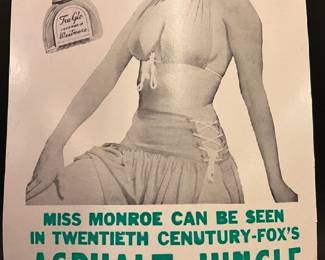 Tru-Glo
Westmore
MISS MONROE CAN BE SEEN
IN TWENTIETH CENUTURY-FOX'S
ASPHALT JUNGLE